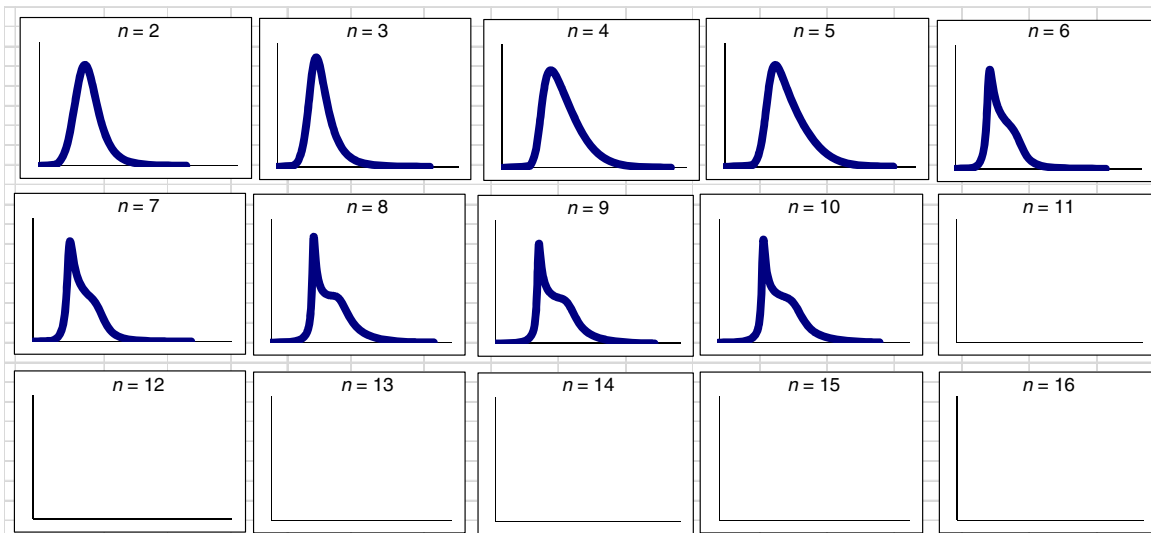 n = 2
n = 3
n = 4
n = 5
n = 6
n = 7
n = 8
n = 9
n = 10
n = 11
n = 12
n = 13
n = 14
n = 15
n = 16